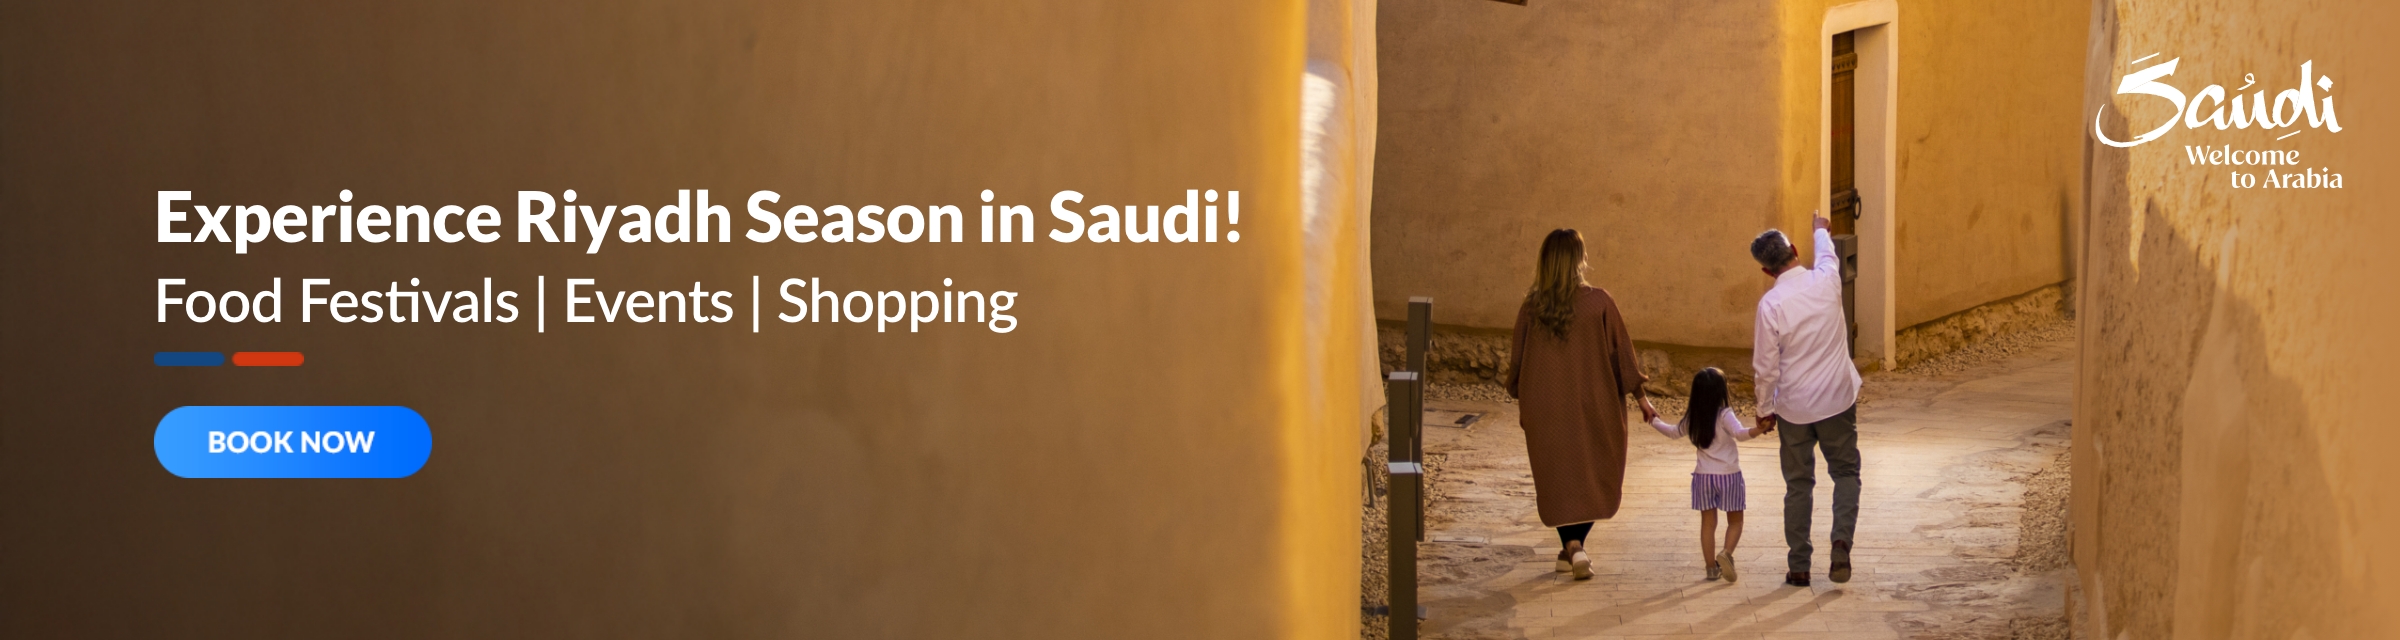 Experience Riyadh Season in Saudi!
Food Festivals | Events | Shopping
BOOK NOW
Saudi
Welcome
to Arabia